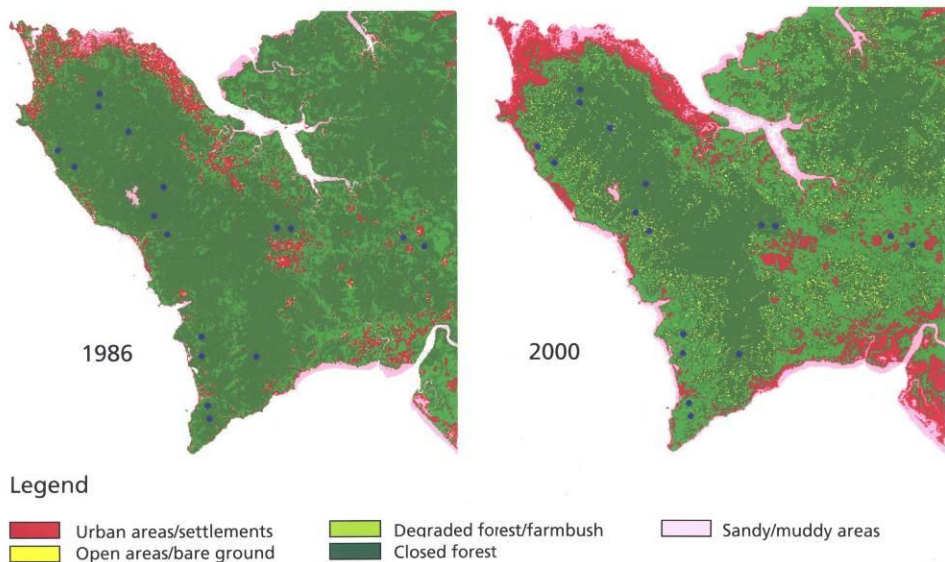 1986
2000
Legend
Urban areas/settlements
Degraded forest/farmbush
Sandy/muddy areas
Open areas/bare ground
Closed forest